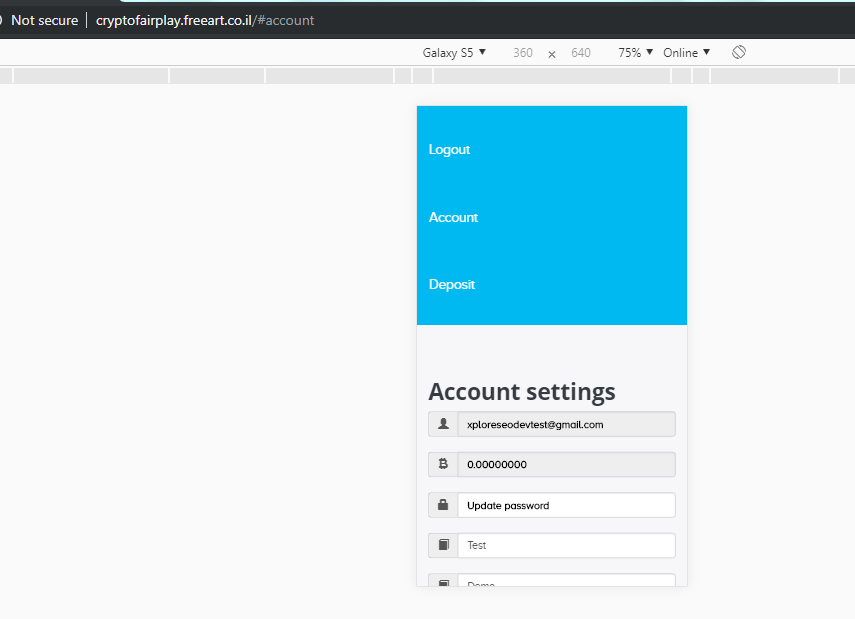 Not secure | cryptofairplay.freeart.co.il/#account
Galaxy S5 ▼ 360 × 640 75% ▼ Online ▼
Logout
Account
Deposit
Account settings
xploreseodevtest@gmail.com
0.00000000
Update password
Test
Demo